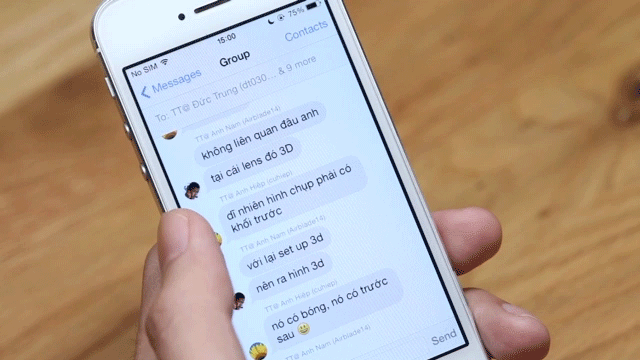 No SIM 15:00 75%
Messages Group Contacts
To: TT@ Đức Trung (dt030... & 9 more
TT@ Anh Nam (Airblade14)
không liên quan đâu anh
tại cái lens đó 3D
TT@ Anh Hiệp (cuhiep)
dĩ nhiên hình chụp phải có
khối trước
TT@ Anh Nam (Airblade14)
với lại set up 3d
nên ra hình 3d
TT@ Anh Hiệp (cuhiep)
nó có bóng, nó có trước
sau 😀
TT@ Anh Nam (Airblade14)
Send